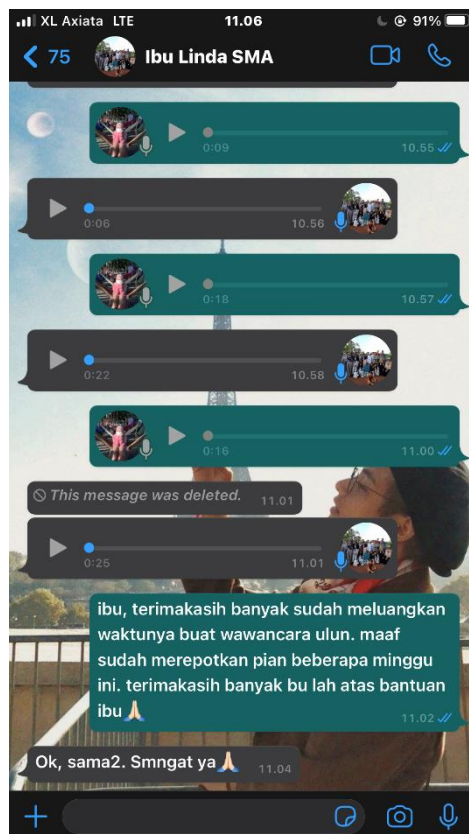 XL Axiata LTE 11.06 91%
75 Ibu Linda SMA
0:09 10.55
0:06 10.56
0:18 10.57
0:22 10.58
0:16 11.00
This message was deleted. 11.01
0:25 11.01
ibu, terimakasih banyak sudah meluangkan
waktunya buat wawancara ulun. maaf
sudah merepotkan pian beberapa minggu
ini. terimakasih banyak bu lah atas bantuan
ibu🙏🏻 11.02
Ok, sama2. Smngat ya🙏🏻 11.04